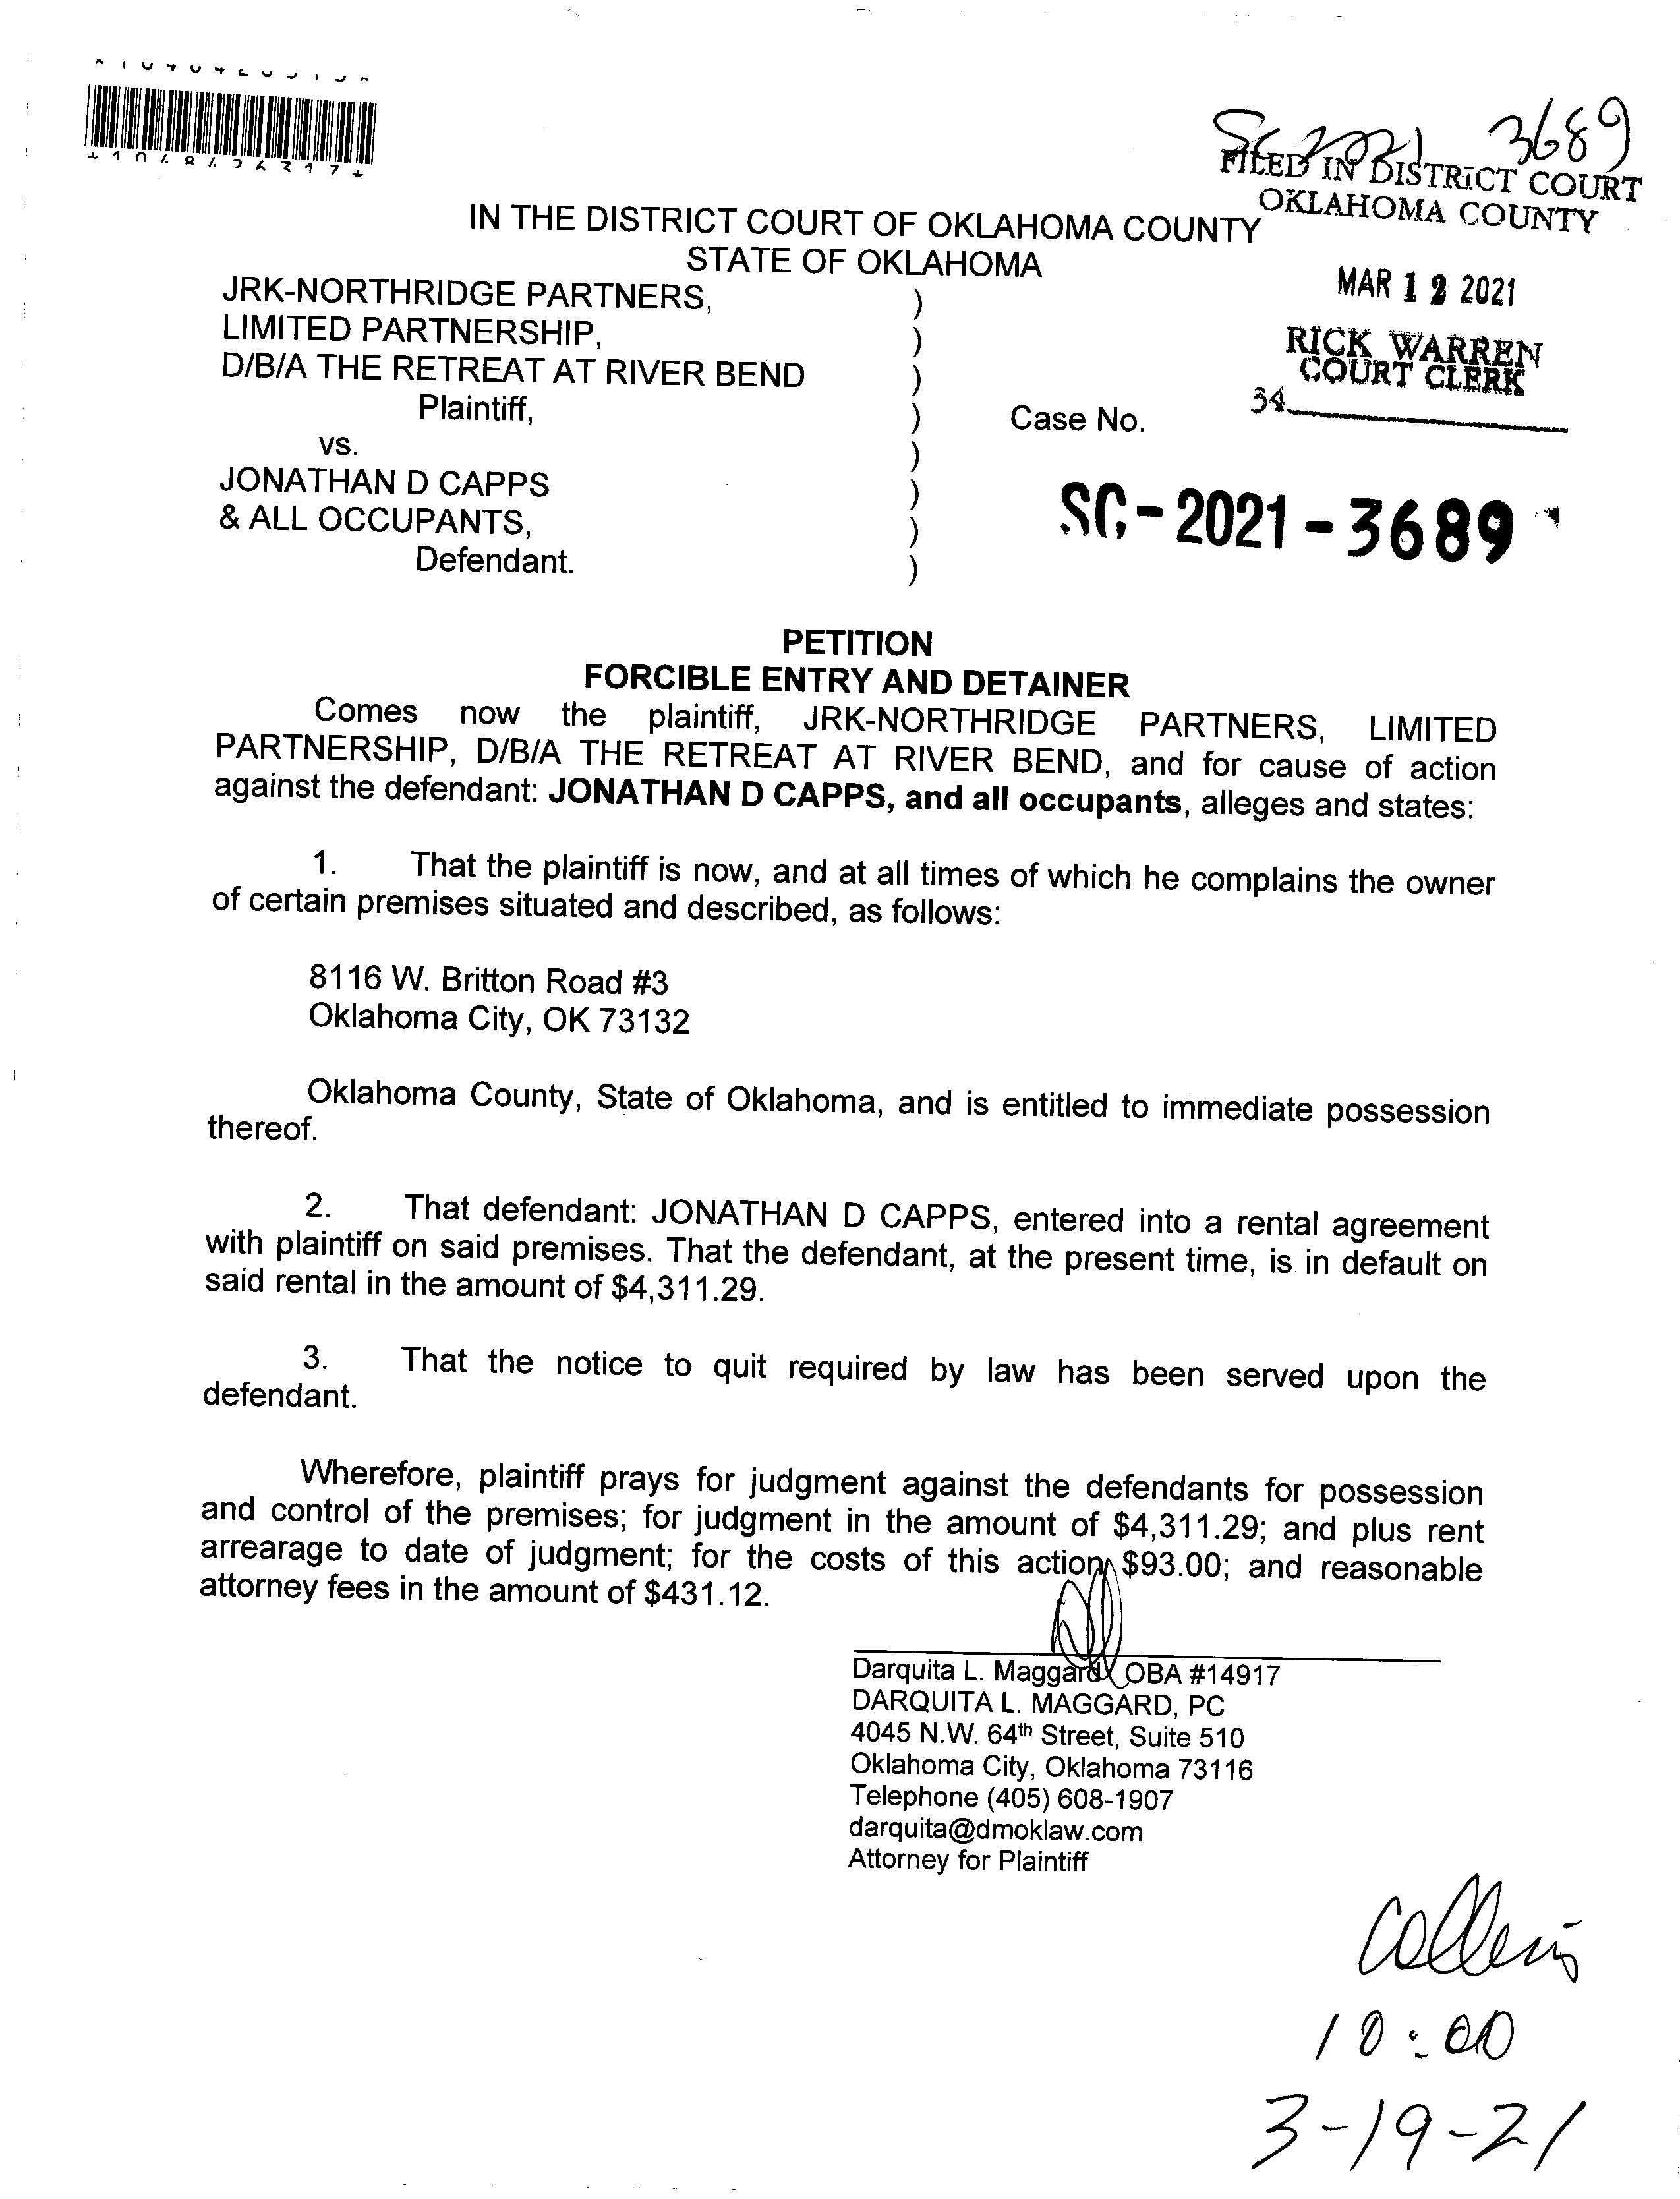 SC 2021 3689
FILED IN DISTRICT COURT
OKLAHOMA COUNTY
MAR 12 2021
RICK WARREN
COURT CLERK
34
IN THE DISTRICT COURT OF OKLAHOMA COUNTY
STATE OF OKLAHOMA
JRK-NORTHRIDGE PARTNERS, )
LIMITED PARTNERSHIP, )
D/B/A THE RETREAT AT RIVER BEND )
Plaintiff, ) Case No.
vs. )
JONATHAN D CAPPS )
& ALL OCCUPANTS, ) SC-2021-3689
Defendant. )
PETITION
FORCIBLE ENTRY AND DETAINER
Comes now the plaintiff, JRK-NORTHRIDGE PARTNERS, LIMITED
PARTNERSHIP, D/B/A THE RETREAT AT RIVER BEND, and for cause of action
against the defendant: JONATHAN D CAPPS, and all occupants, alleges and states:
1. That the plaintiff is now, and at all times of which he complains the owner
of certain premises situated and described, as follows:
8116 W. Britton Road #3
Oklahoma City, OK 73132
Oklahoma County, State of Oklahoma, and is entitled to immediate possession
thereof.
2. That defendant: JONATHAN D CAPPS, entered into a rental agreement
with plaintiff on said premises. That the defendant, at the present time, is in default on
said rental in the amount of $4,311.29.
3. That the notice to quit required by law has been served upon the
defendant.
Wherefore, plaintiff prays for judgment against the defendants for possession
and control of the premises; for judgment in the amount of $4,311.29; and plus rent
arrearage to date of judgment; for the costs of this action, $93.00; and reasonable
attorney fees in the amount of $431.12.
Darquita L. Maggard OBA #14917
DARQUITA L. MAGGARD, PC
4045 N.W. 64th Street, Suite 510
Oklahoma City, Oklahoma 73116
Telephone (405) 608-1907
darquita@dmoklaw.com
Attorney for Plaintiff
Collins
10:00
3-19-21